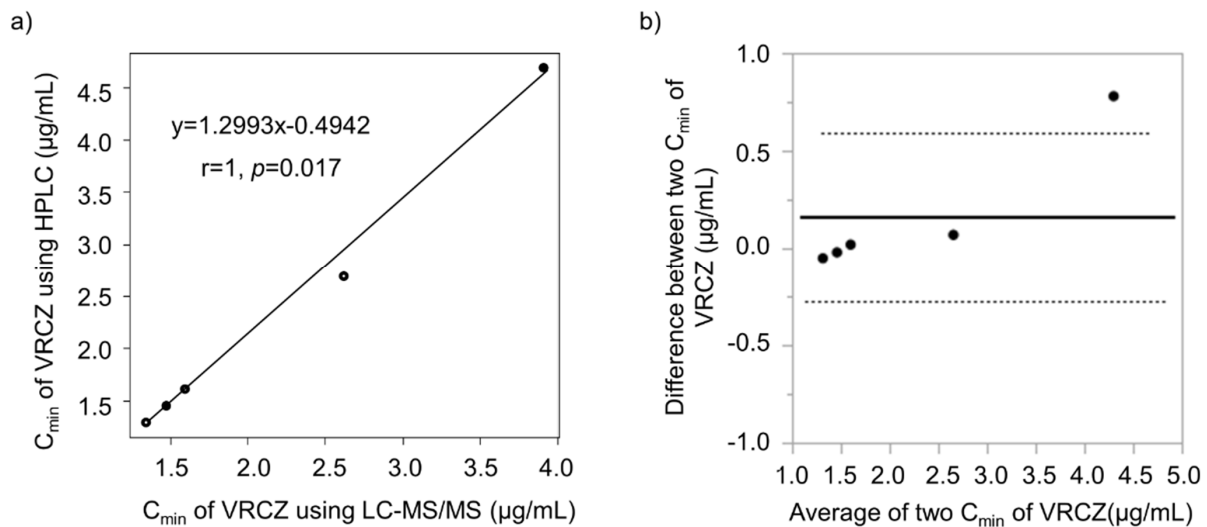 a)
C_min of VRCZ using HPLC (µg/mL)
4.5
4.0
3.5
3.0
2.5
2.0
1.5
y=1.2993x-0.4942
r=1, p=0.017
1.5 2.0 2.5 3.0 3.5 4.0
C_min of VRCZ using LC-MS/MS (µg/mL)
b)
Difference between two C_min of
VRCZ (µg/mL)
1.0
0.5
0.0
-0.5
-1.0
1.0 1.5 2.0 2.5 3.0 3.5 4.0 4.5 5.0
Average of two C_min of VRCZ(µg/mL)